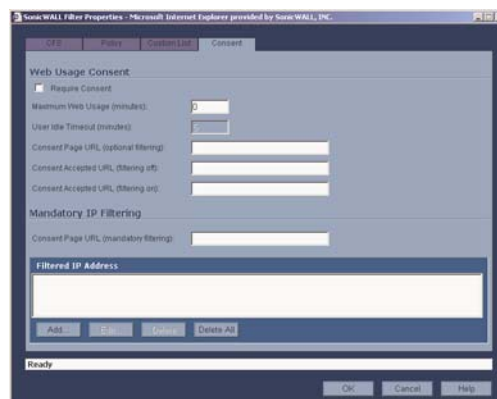 SonicWALL Filter Properties - Microsoft Internet Explorer provided by SonicWALL, INC.
CFS Policy Custom List Consent
Web Usage Consent
Require Consent
Maximum Web Usage (minutes): 0
User Idle Timeout (minutes): 5
Consent Page URL (optional filtering):
Consent Accepted URL (filtering off):
Consent Accepted URL (filtering on):
Mandatory IP Filtering
Consent Page URL (mandatory filtering):
Filtered IP Address
Add... Edit... Delete Delete All
Ready
OK Cancel Help